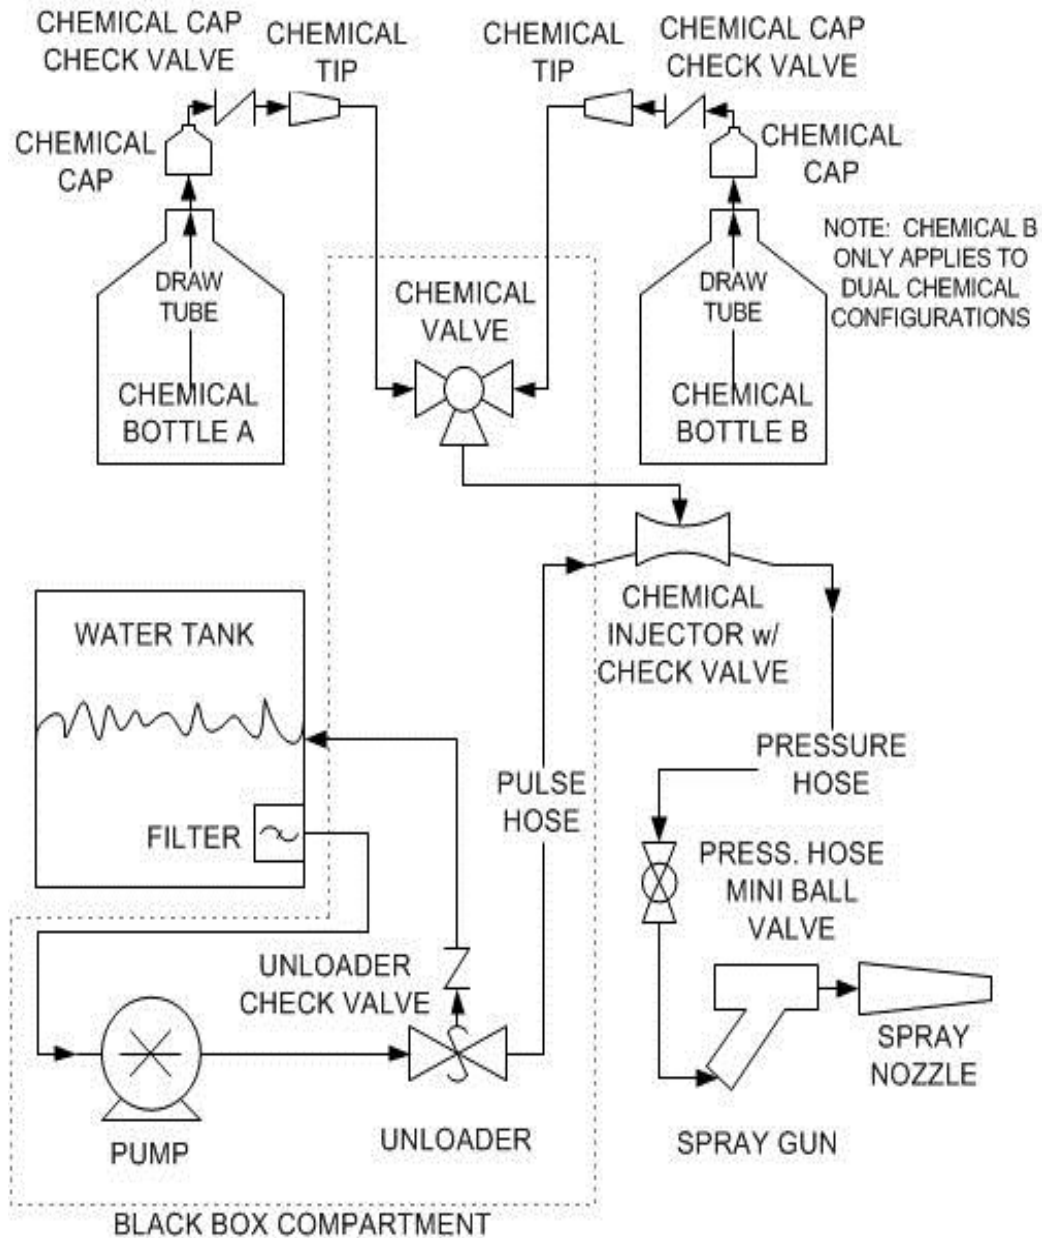 CHEMICAL CAP
CHECK VALVE
CHEMICAL
TIP
CHEMICAL
TIP
CHEMICAL CAP
CHECK VALVE
CHEMICAL
CAP
CHEMICAL
CAP
NOTE: CHEMICAL B
ONLY APPLIES TO
DUAL CHEMICAL
CONFIGURATIONS
DRAW
TUBE
CHEMICAL
BOTTLE A
CHEMICAL
VALVE
DRAW
TUBE
CHEMICAL
BOTTLE B
CHEMICAL
INJECTOR w/
CHECK VALVE
WATER TANK
FILTER
PULSE
HOSE
PRESSURE
HOSE
PRESS. HOSE
MINI BALL
VALVE
UNLOADER
CHECK VALVE
SPRAY
NOZZLE
PUMP
UNLOADER
SPRAY GUN
BLACK BOX COMPARTMENT